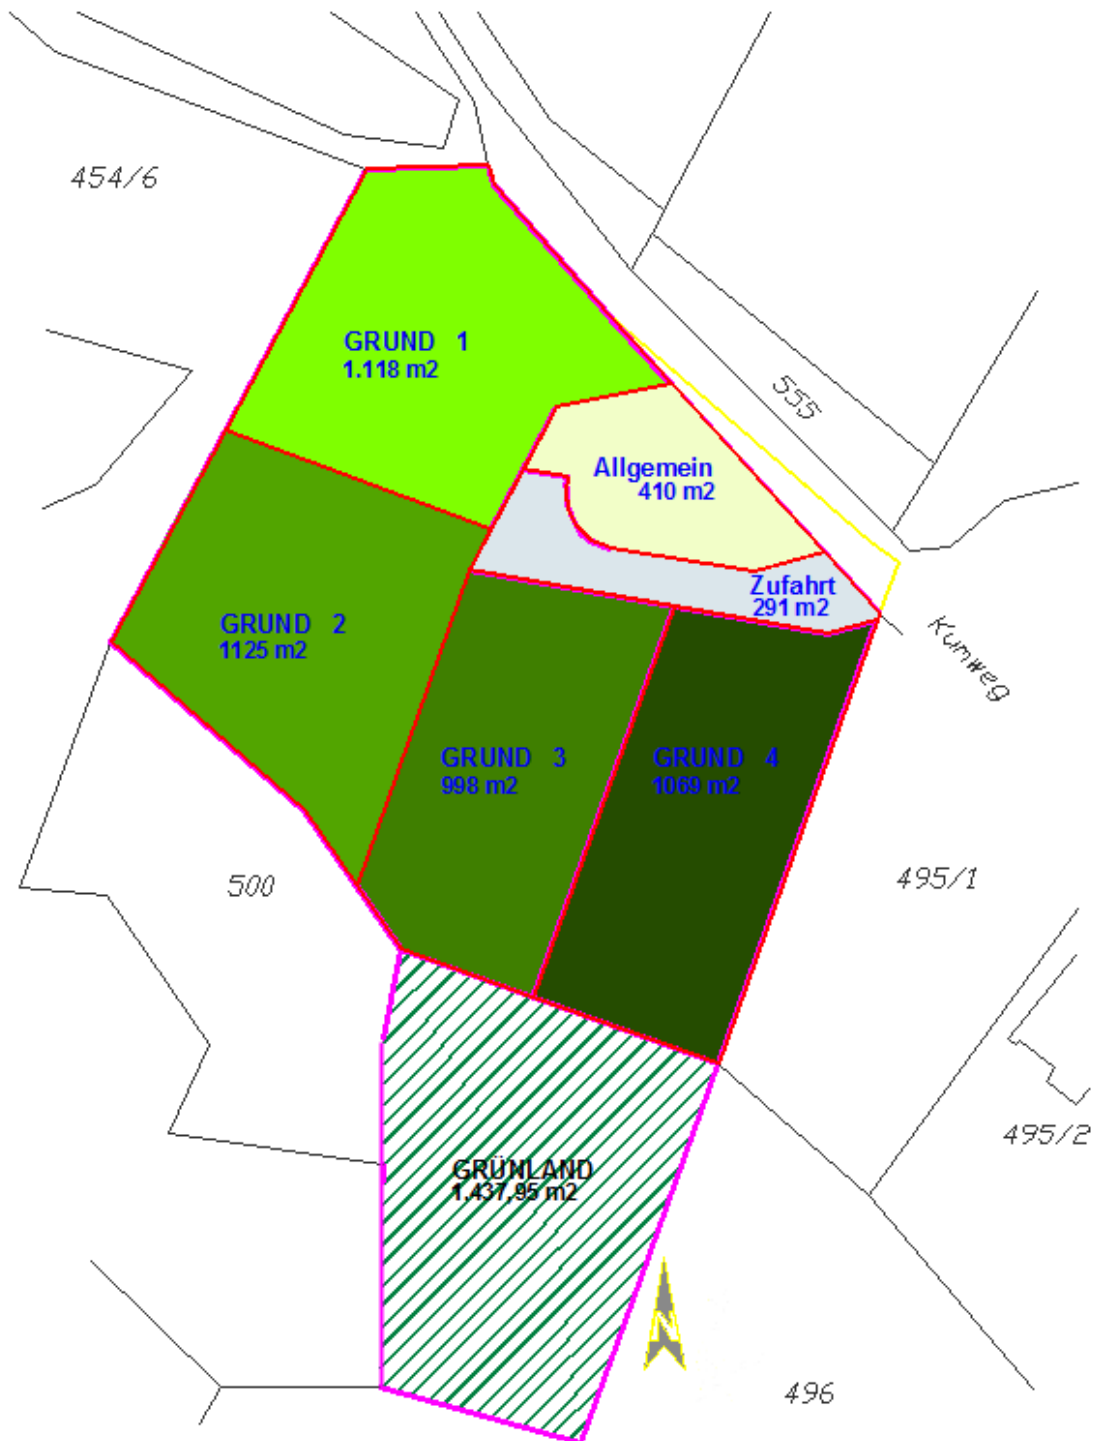 454/6
GRUND 1
1.118 m2
555
Allgemein
410 m2
Zufahrt
291 m2
GRUND 2
1125 m2
Kumweg
GRUND 3
998 m2
GRUND 4
1069 m2
500
495/1
495/2
GRÜNLAND
1.437,95 m2
N
496